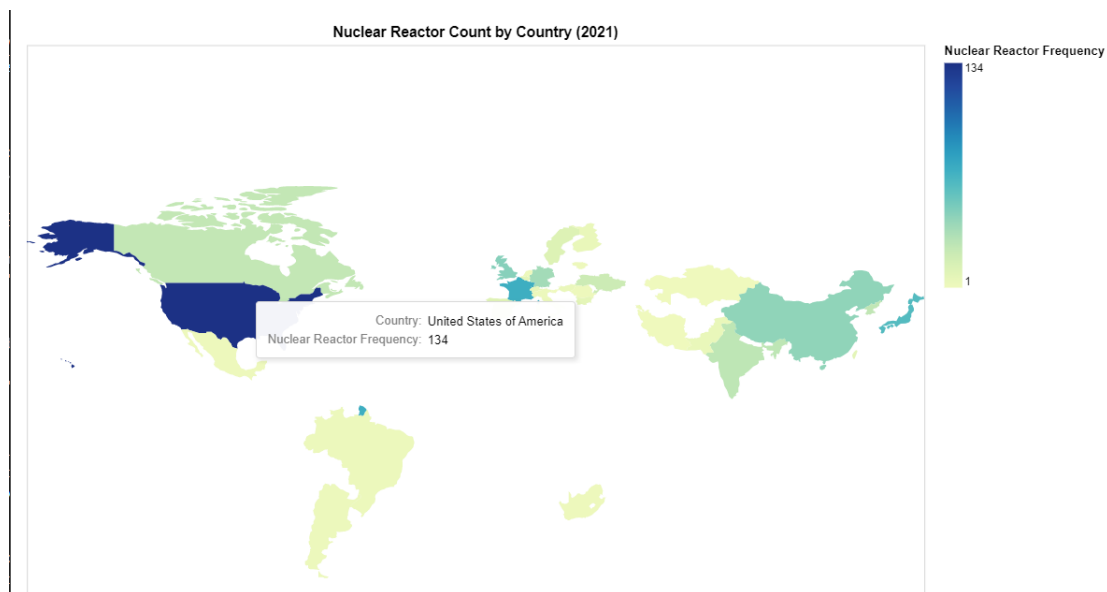 Nuclear Reactor Count by Country (2021)
Nuclear Reactor Frequency
134
1
Country: United States of America
Nuclear Reactor Frequency: 134